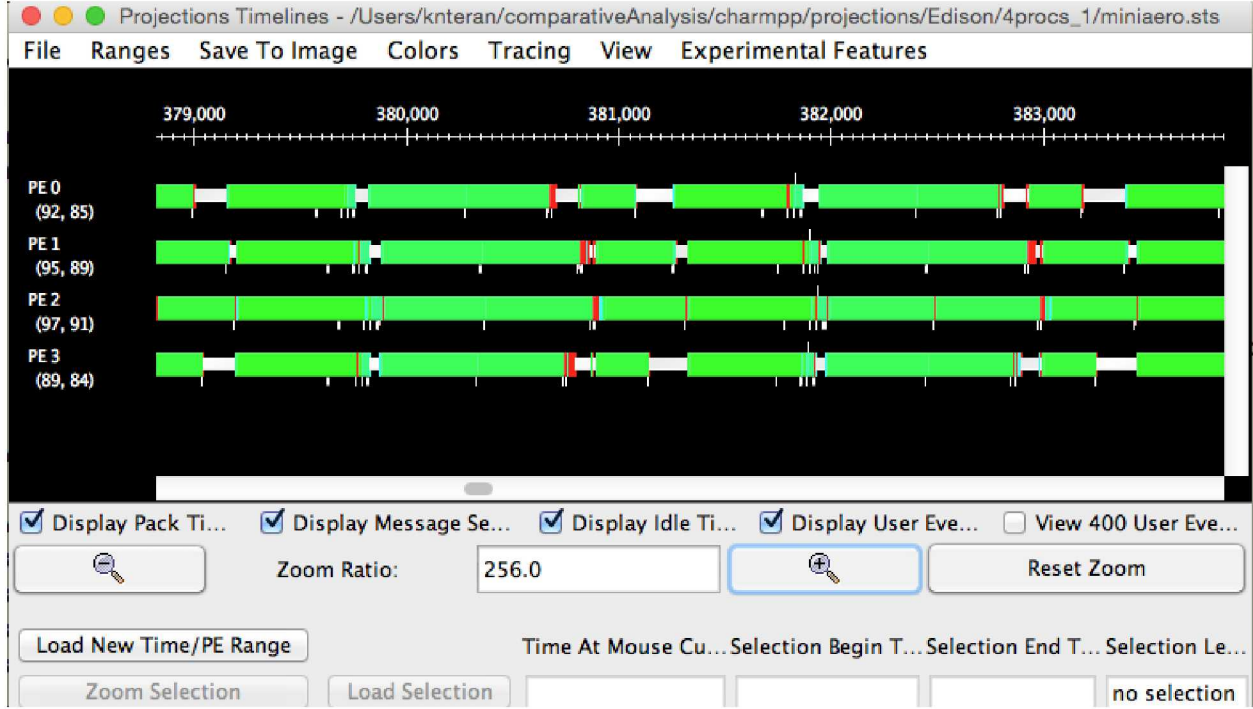 Projections Timelines - /Users/knteran/comparativeAnalysis/charmpp/projections/Edison/4procs_1/miniaero.sts
File Ranges Save To Image Colors Tracing View Experimental Features
379,000 380,000 381,000 382,000 383,000
PE 0
(92, 85)
PE 1
(95, 89)
PE 2
(97, 91)
PE 3
(89, 84)
Display Pack Ti... Display Message Se... Display Idle Ti... Display User Eve... View 400 User Eve...
Zoom Ratio: 256.0 Reset Zoom
Load New Time/PE Range Time At Mouse Cu... Selection Begin T... Selection End T... Selection Le...
Zoom Selection Load Selection no selection